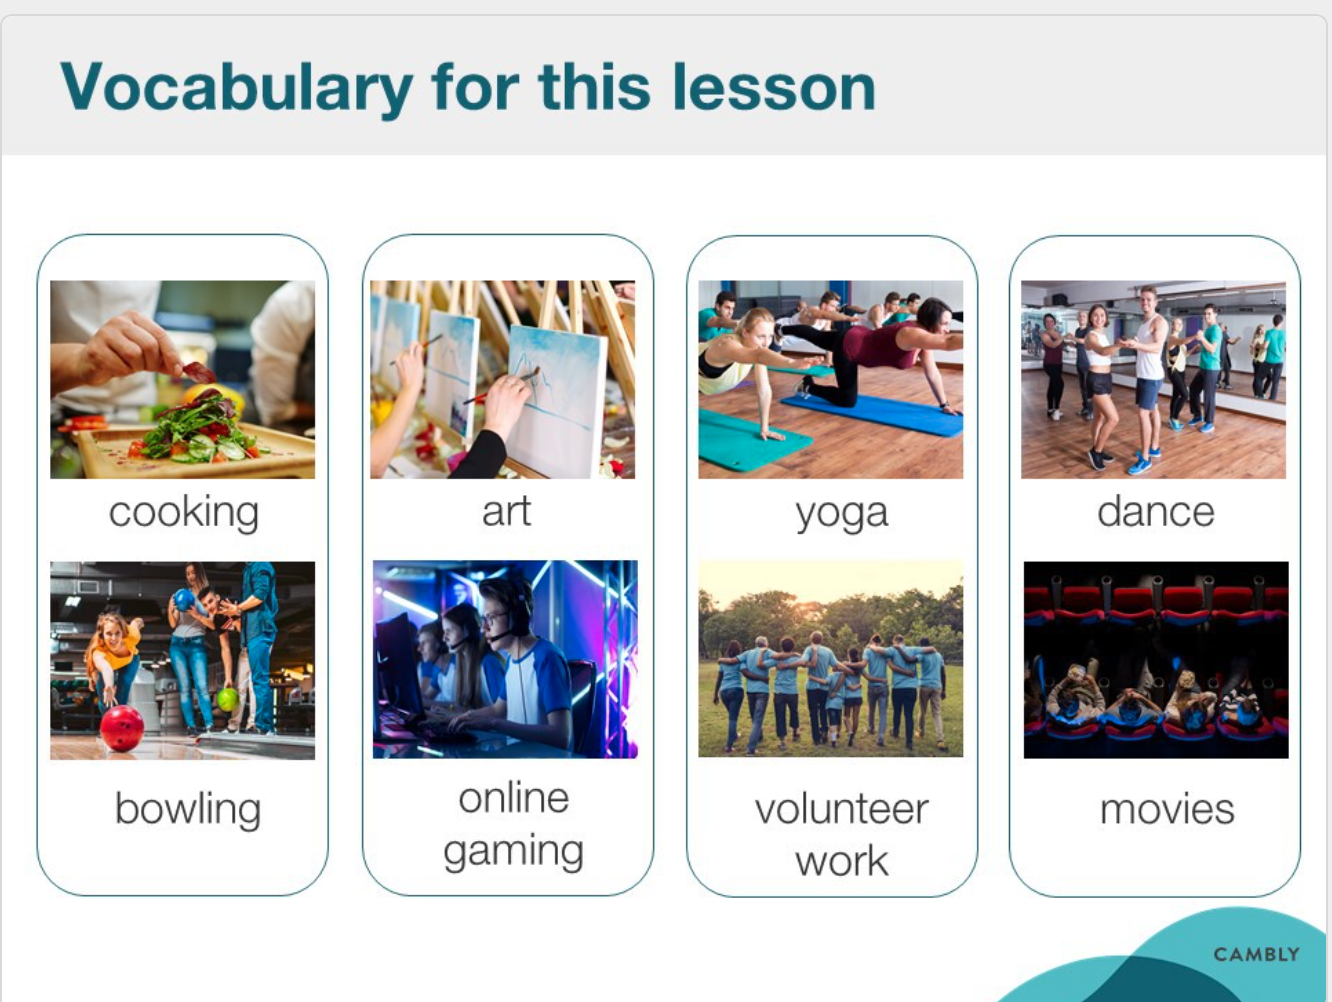 Vocabulary for this lesson
cooking
art
yoga
dance
bowling
online
gaming
volunteer
work
movies
CAMBLY